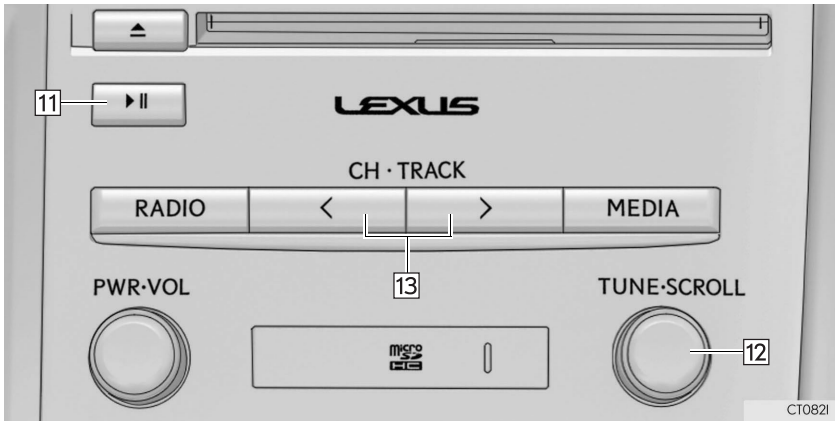 11
LEXUS
CH · TRACK
RADIO < > MEDIA
13
PWR·VOL TUNE·SCROLL
micro SD HC
12
CT082I